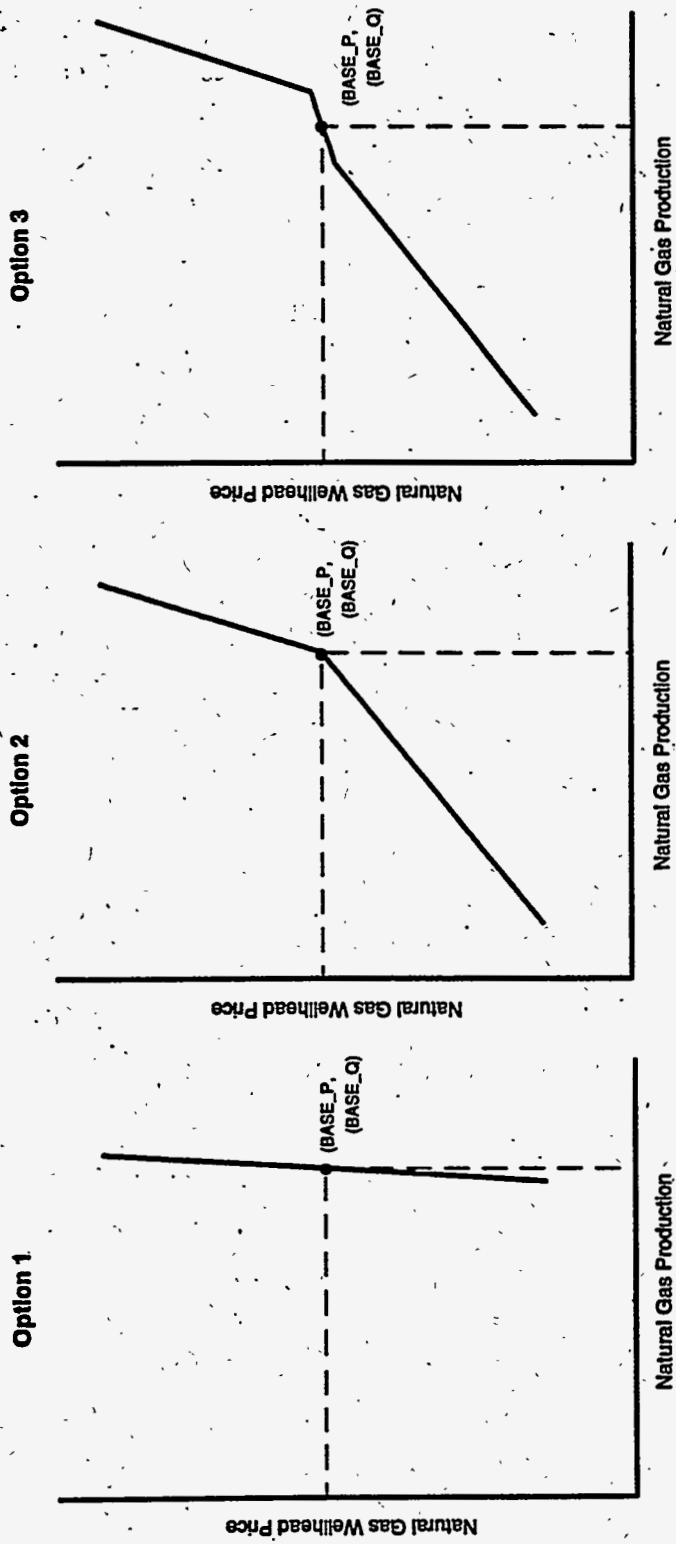 Option 1
Natural Gas Wellhead Price
(BASE_P,
(BASE_Q)
Natural Gas Production
Option 2
Natural Gas Wellhead Price
(BASE_P,
(BASE_Q)
Natural Gas Production
Option 3
Natural Gas Wellhead Price
(BASE_P,
(BASE_Q)
Natural Gas Production